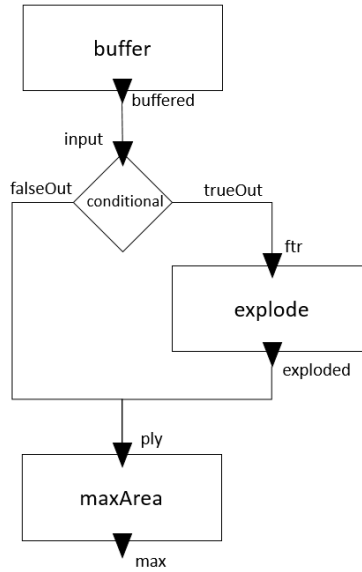 buffer
buffered
input
falseOut
conditional
trueOut
ftr
explode
exploded
ply
maxArea
max